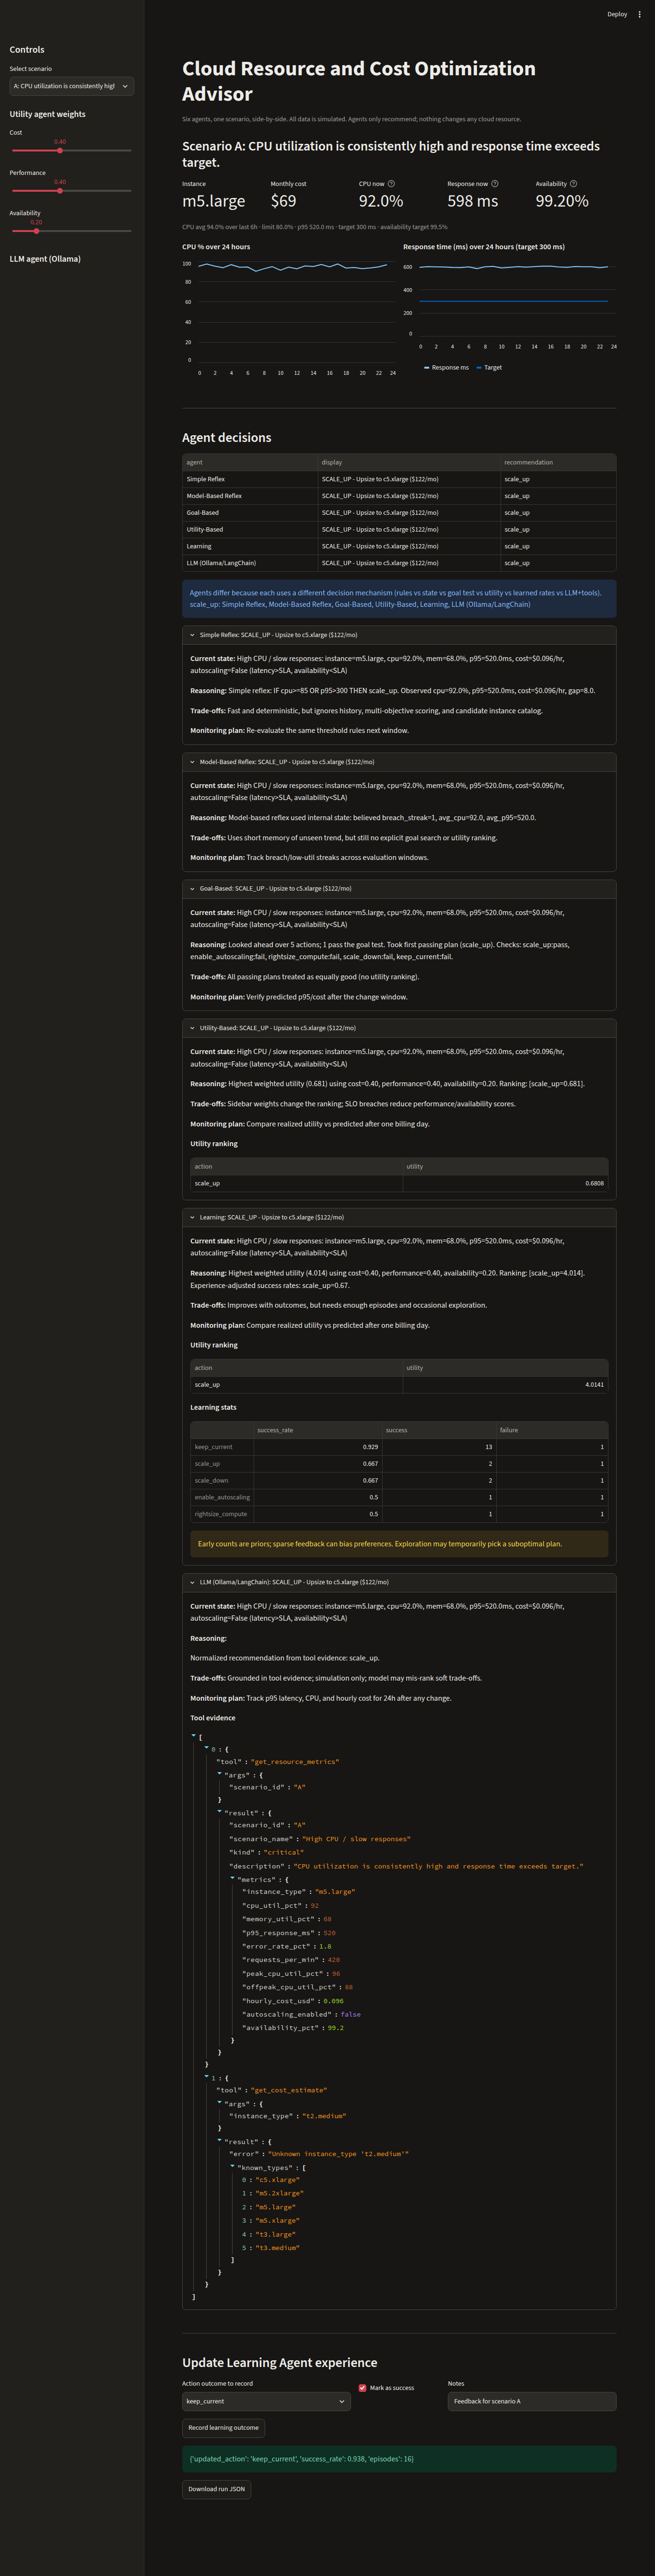 Deploy
Controls
Select scenario
A: CPU utilization is consistently high
Utility agent weights
Cost
0.40
Performance
0.40
Availability
0.20
LLM agent (Ollama)
Cloud Resource and Cost Optimization
Advisor
Six agents, one scenario, side-by-side. All data is simulated. Agents only recommend; nothing changes any cloud resource.
Scenario A: CPU utilization is consistently high and response time exceeds
target.
Instance
m5.large
Monthly cost
$69
CPU now
92.0%
Response now
598 ms
Availability
99.20%
CPU avg 94.0% over last 6h · limit 80.0% · p95 520.0 ms · target 300 ms · availability target 99.5%
CPU % over 24 hours
100
80
60
40
20
0
0 2 4 6 8 10 12 14 16 18 20 22 24
Response time (ms) over 24 hours (target 300 ms)
600
400
200
0
0 2 4 6 8 10 12 14 16 18 20 22 24
Response ms Target
Agent decisions
agent display recommendation
Simple Reflex SCALE_UP - Upsize to c5.xlarge ($122/mo) scale_up
Model-Based Reflex SCALE_UP - Upsize to c5.xlarge ($122/mo) scale_up
Goal-Based SCALE_UP - Upsize to c5.xlarge ($122/mo) scale_up
Utility-Based SCALE_UP - Upsize to c5.xlarge ($122/mo) scale_up
Learning SCALE_UP - Upsize to c5.xlarge ($122/mo) scale_up
LLM (Ollama/LangChain) SCALE_UP - Upsize to c5.xlarge ($122/mo) scale_up
Agents differ because each uses a different decision mechanism (rules vs state vs goal test vs utility vs learned rates vs LLM+tools).
scale_up: Simple Reflex, Model-Based Reflex, Goal-Based, Utility-Based, Learning, LLM (Ollama/LangChain)
Simple Reflex: SCALE_UP - Upsize to c5.xlarge ($122/mo)
Current state: High CPU / slow responses: instance=m5.large, cpu=92.0%, mem=68.0%, p95=520.0ms, cost=$0.096/hr,
autoscaling=False (latency>SLA, availability<SLA)
Reasoning: Simple reflex: IF cpu>=85 OR p95>300 THEN scale_up. Observed cpu=92.0%, p95=520.0ms, cost=$0.096/hr, gap=8.0.
Trade-offs: Fast and deterministic, but ignores history, multi-objective scoring, and candidate instance catalog.
Monitoring plan: Re-evaluate the same threshold rules next window.
Model-Based Reflex: SCALE_UP - Upsize to c5.xlarge ($122/mo)
Current state: High CPU / slow responses: instance=m5.large, cpu=92.0%, mem=68.0%, p95=520.0ms, cost=$0.096/hr,
autoscaling=False (latency>SLA, availability<SLA)
Reasoning: Model-based reflex used internal state: believed breach_streak=1, avg_cpu=92.0, avg_p95=520.0.
Trade-offs: Uses short memory of unseen trend, but still no explicit goal search or utility ranking.
Monitoring plan: Track breach/low-util streaks across evaluation windows.
Goal-Based: SCALE_UP - Upsize to c5.xlarge ($122/mo)
Current state: High CPU / slow responses: instance=m5.large, cpu=92.0%, mem=68.0%, p95=520.0ms, cost=$0.096/hr,
autoscaling=False (latency>SLA, availability<SLA)
Reasoning: Looked ahead over 5 actions; 1 pass the goal test. Took first passing plan (scale_up). Checks: scale_up:pass,
enable_autoscaling:fail, rightsize_compute:fail, scale_down:fail, keep_current:fail.
Trade-offs: All passing plans treated as equally good (no utility ranking).
Monitoring plan: Verify predicted p95/cost after the change window.
Utility-Based: SCALE_UP - Upsize to c5.xlarge ($122/mo)
Current state: High CPU / slow responses: instance=m5.large, cpu=92.0%, mem=68.0%, p95=520.0ms, cost=$0.096/hr,
autoscaling=False (latency>SLA, availability<SLA)
Reasoning: Highest weighted utility (0.681) using cost=0.40, performance=0.40, availability=0.20. Ranking: [scale_up=0.681].
Trade-offs: Sidebar weights change the ranking; SLO breaches reduce performance/availability scores.
Monitoring plan: Compare realized utility vs predicted after one billing day.
Utility ranking
action utility
scale_up 0.6808
Learning: SCALE_UP - Upsize to c5.xlarge ($122/mo)
Current state: High CPU / slow responses: instance=m5.large, cpu=92.0%, mem=68.0%, p95=520.0ms, cost=$0.096/hr,
autoscaling=False (latency>SLA, availability<SLA)
Reasoning: Highest weighted utility (4.014) using cost=0.40, performance=0.40, availability=0.20. Ranking: [scale_up=4.014].
Experience-adjusted success rates: scale_up=0.67.
Trade-offs: Improves with outcomes, but needs enough episodes and occasional exploration.
Monitoring plan: Compare realized utility vs predicted after one billing day.
Utility ranking
action utility
scale_up 4.0141
Learning stats
success_rate success failure
keep_current 0.929 13 1
scale_up 0.667 2 1
scale_down 0.667 2 1
enable_autoscaling 0.5 1 1
rightsize_compute 0.5 1 1
Early counts are priors; sparse feedback can bias preferences. Exploration may temporarily pick a suboptimal plan.
LLM (Ollama/LangChain): SCALE_UP - Upsize to c5.xlarge ($122/mo)
Current state: High CPU / slow responses: instance=m5.large, cpu=92.0%, mem=68.0%, p95=520.0ms, cost=$0.096/hr,
autoscaling=False (latency>SLA, availability<SLA)
Reasoning:
Normalized recommendation from tool evidence: scale_up.
Trade-offs: Grounded in tool evidence; simulation only; model may mis-rank soft trade-offs.
Monitoring plan: Track p95 latency, CPU, and hourly cost for 24h after any change.
Tool evidence
[
0 : {
"tool" : "get_resource_metrics"
"args" : {
"scenario_id" : "A"
}
"result" : {
"scenario_id" : "A"
"scenario_name" : "High CPU / slow responses"
"kind" : "critical"
"description" : "CPU utilization is consistently high and response time exceeds target."
"metrics" : {
"instance_type" : "m5.large"
"cpu_util_pct" : 92
"memory_util_pct" : 68
"p95_response_ms" : 520
"error_rate_pct" : 1.8
"requests_per_min" : 420
"peak_cpu_util_pct" : 96
"offpeak_cpu_util_pct" : 88
"hourly_cost_usd" : 0.096
"autoscaling_enabled" : false
"availability_pct" : 99.2
}
}
}
1 : {
"tool" : "get_cost_estimate"
"args" : {
"instance_type" : "t2.medium"
}
"result" : {
"error" : "Unknown instance_type 't2.medium'"
"known_types" : [
0 : "c5.xlarge"
1 : "m5.2xlarge"
2 : "m5.large"
3 : "m5.xlarge"
4 : "t3.large"
5 : "t3.medium"
]
}
}
]
Update Learning Agent experience
Action outcome to record
keep_current
Mark as success
Notes
Feedback for scenario A
Record learning outcome
{'updated_action': 'keep_current', 'success_rate': 0.938, 'episodes': 16}
Download run JSON